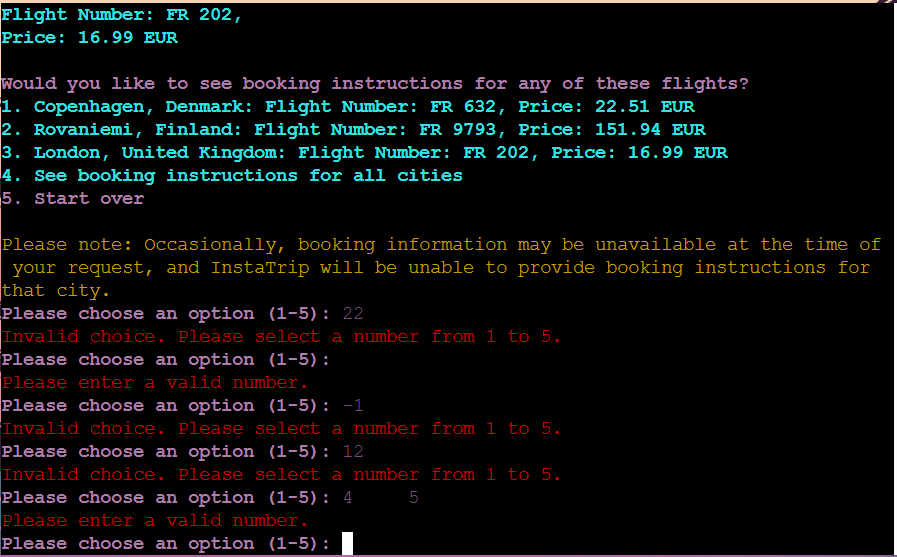 Flight Number: FR 202,
Price: 16.99 EUR
Would you like to see booking instructions for any of these flights?
1. Copenhagen, Denmark: Flight Number: FR 632, Price: 22.51 EUR
2. Rovaniemi, Finland: Flight Number: FR 9793, Price: 151.94 EUR
3. London, United Kingdom: Flight Number: FR 202, Price: 16.99 EUR
4. See booking instructions for all cities
5. Start over
Please note: Occasionally, booking information may be unavailable at the time of
your request, and InstaTrip will be unable to provide booking instructions for
that city.
Please choose an option (1-5): 22
Invalid choice. Please select a number from 1 to 5.
Please choose an option (1-5):
Please enter a valid number.
Please choose an option (1-5): -1
Invalid choice. Please select a number from 1 to 5.
Please choose an option (1-5): 12
Invalid choice. Please select a number from 1 to 5.
Please choose an option (1-5): 4     5
Please enter a valid number.
Please choose an option (1-5):